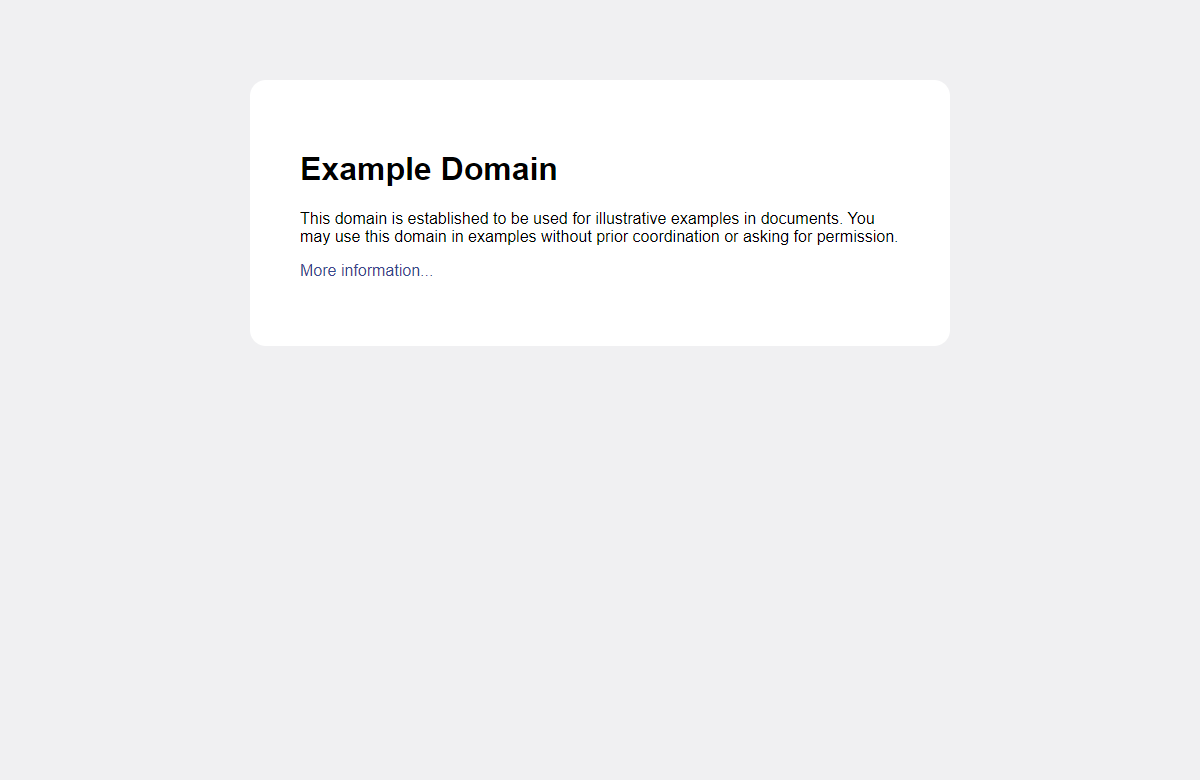 Example Domain
This domain is established to be used for illustrative examples in documents. You
may use this domain in examples without prior coordination or asking for permission.
More information...